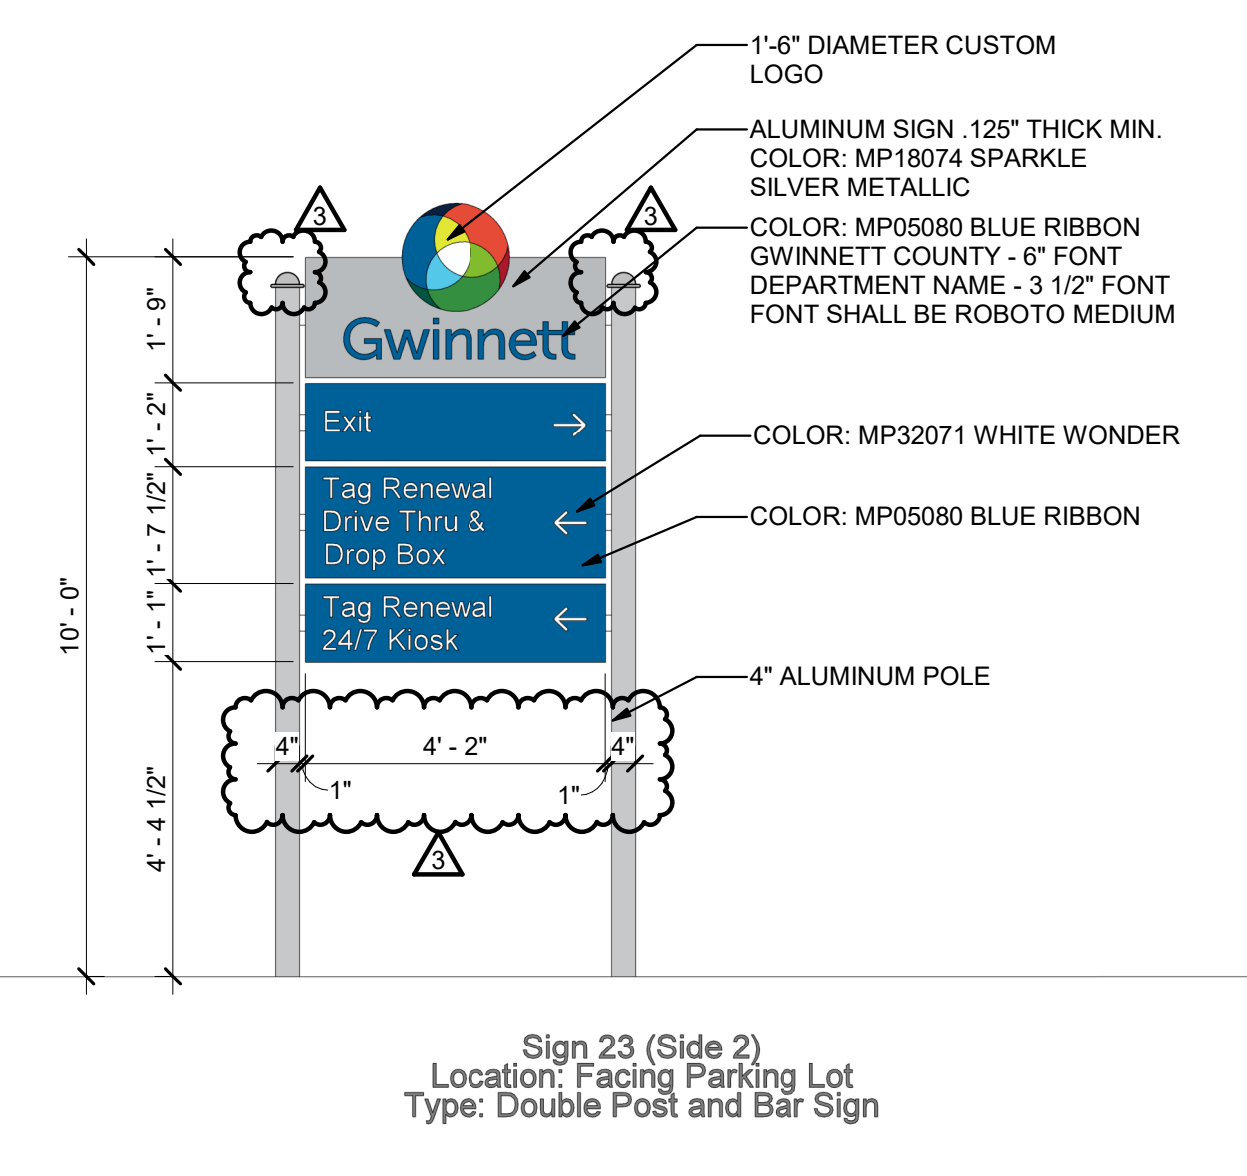 1'-6" DIAMETER CUSTOM
LOGO
ALUMINUM SIGN .125" THICK MIN.
COLOR: MP18074 SPARKLE
SILVER METALLIC
COLOR: MP05080 BLUE RIBBON
GWINNETT COUNTY - 6" FONT
DEPARTMENT NAME - 3 1/2" FONT
FONT SHALL BE ROBOTO MEDIUM
COLOR: MP32071 WHITE WONDER
COLOR: MP05080 BLUE RIBBON
4" ALUMINUM POLE
3
3
Gwinnett
Exit →
Tag Renewal
Drive Thru & ←
Drop Box
Tag Renewal ←
24/7 Kiosk
10' - 0"
1' - 9"
1' - 2"
1' - 7 1/2"
1' - 1"
4' - 4 1/2"
4"
4' - 2"
4"
1"
1"
3
Sign 23 (Side 2)
Location: Facing Parking Lot
Type: Double Post and Bar Sign